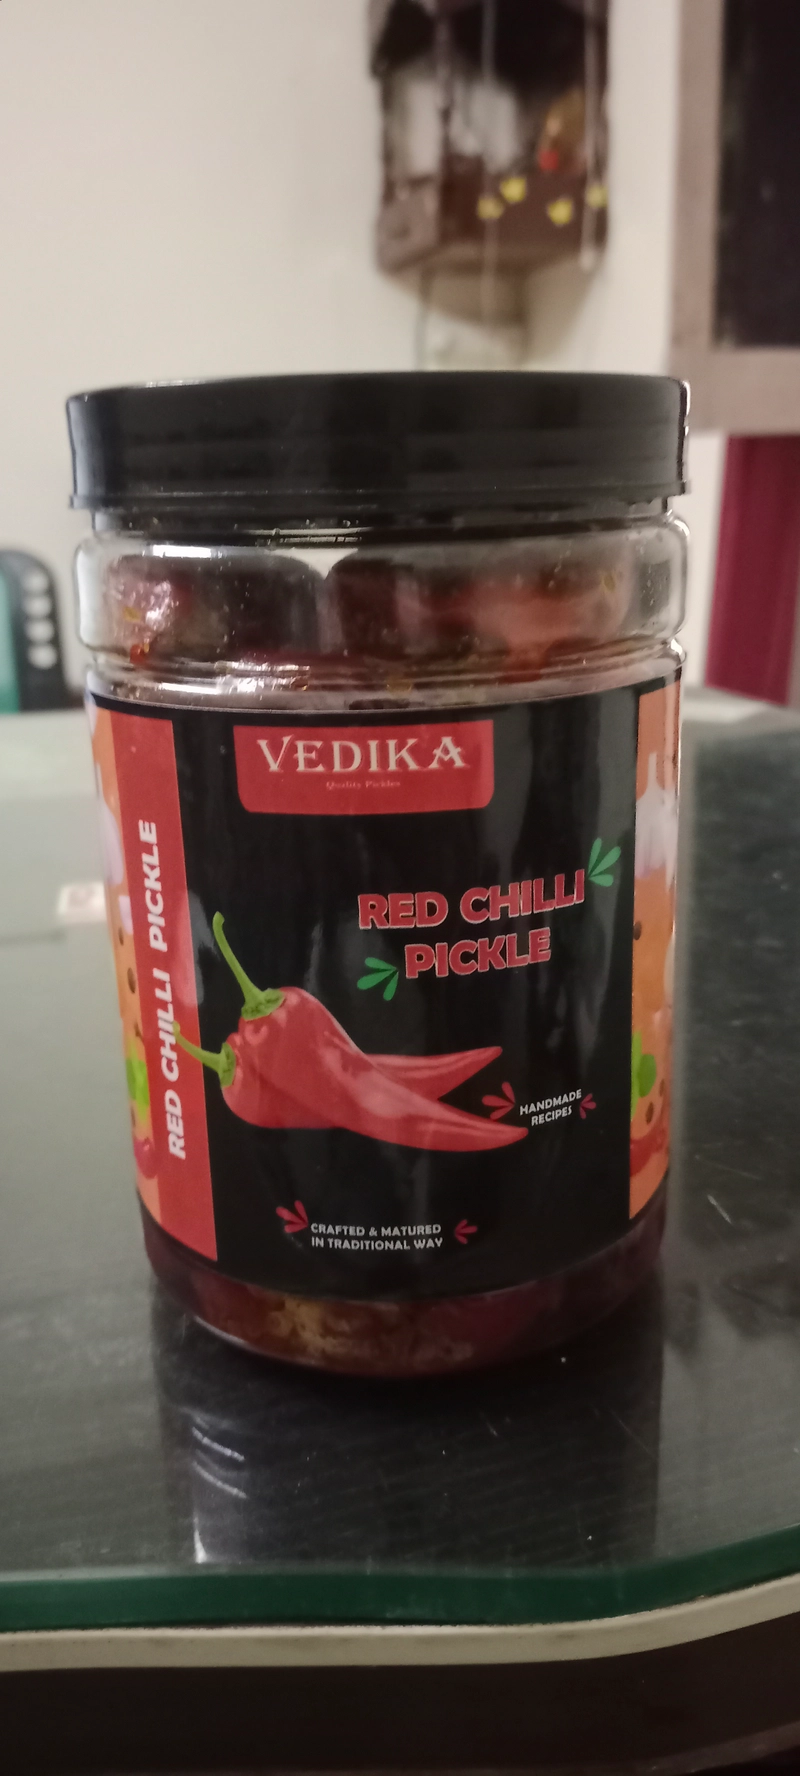 VEDIKA
Quality Pickles
RED CHILLI
PICKLE
RED CHILLI PICKLE
HANDMADE
RECIPES
CRAFTED & MATURED
IN TRADITIONAL WAY